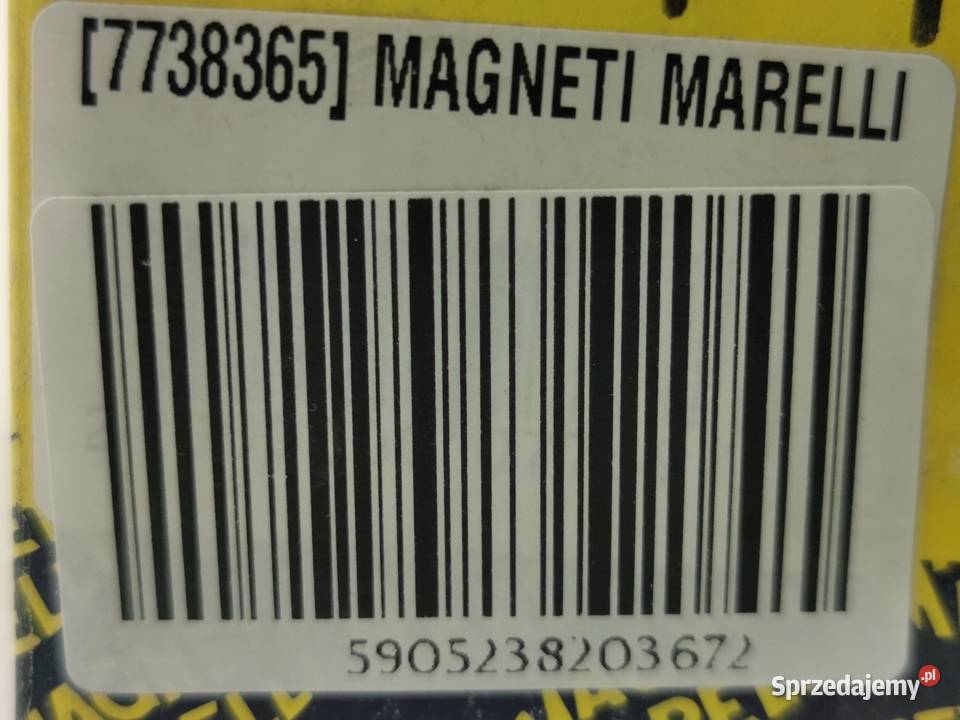 [7738365] MAGNETI MARELLI
5905238203672
Sprzedajemy.pl